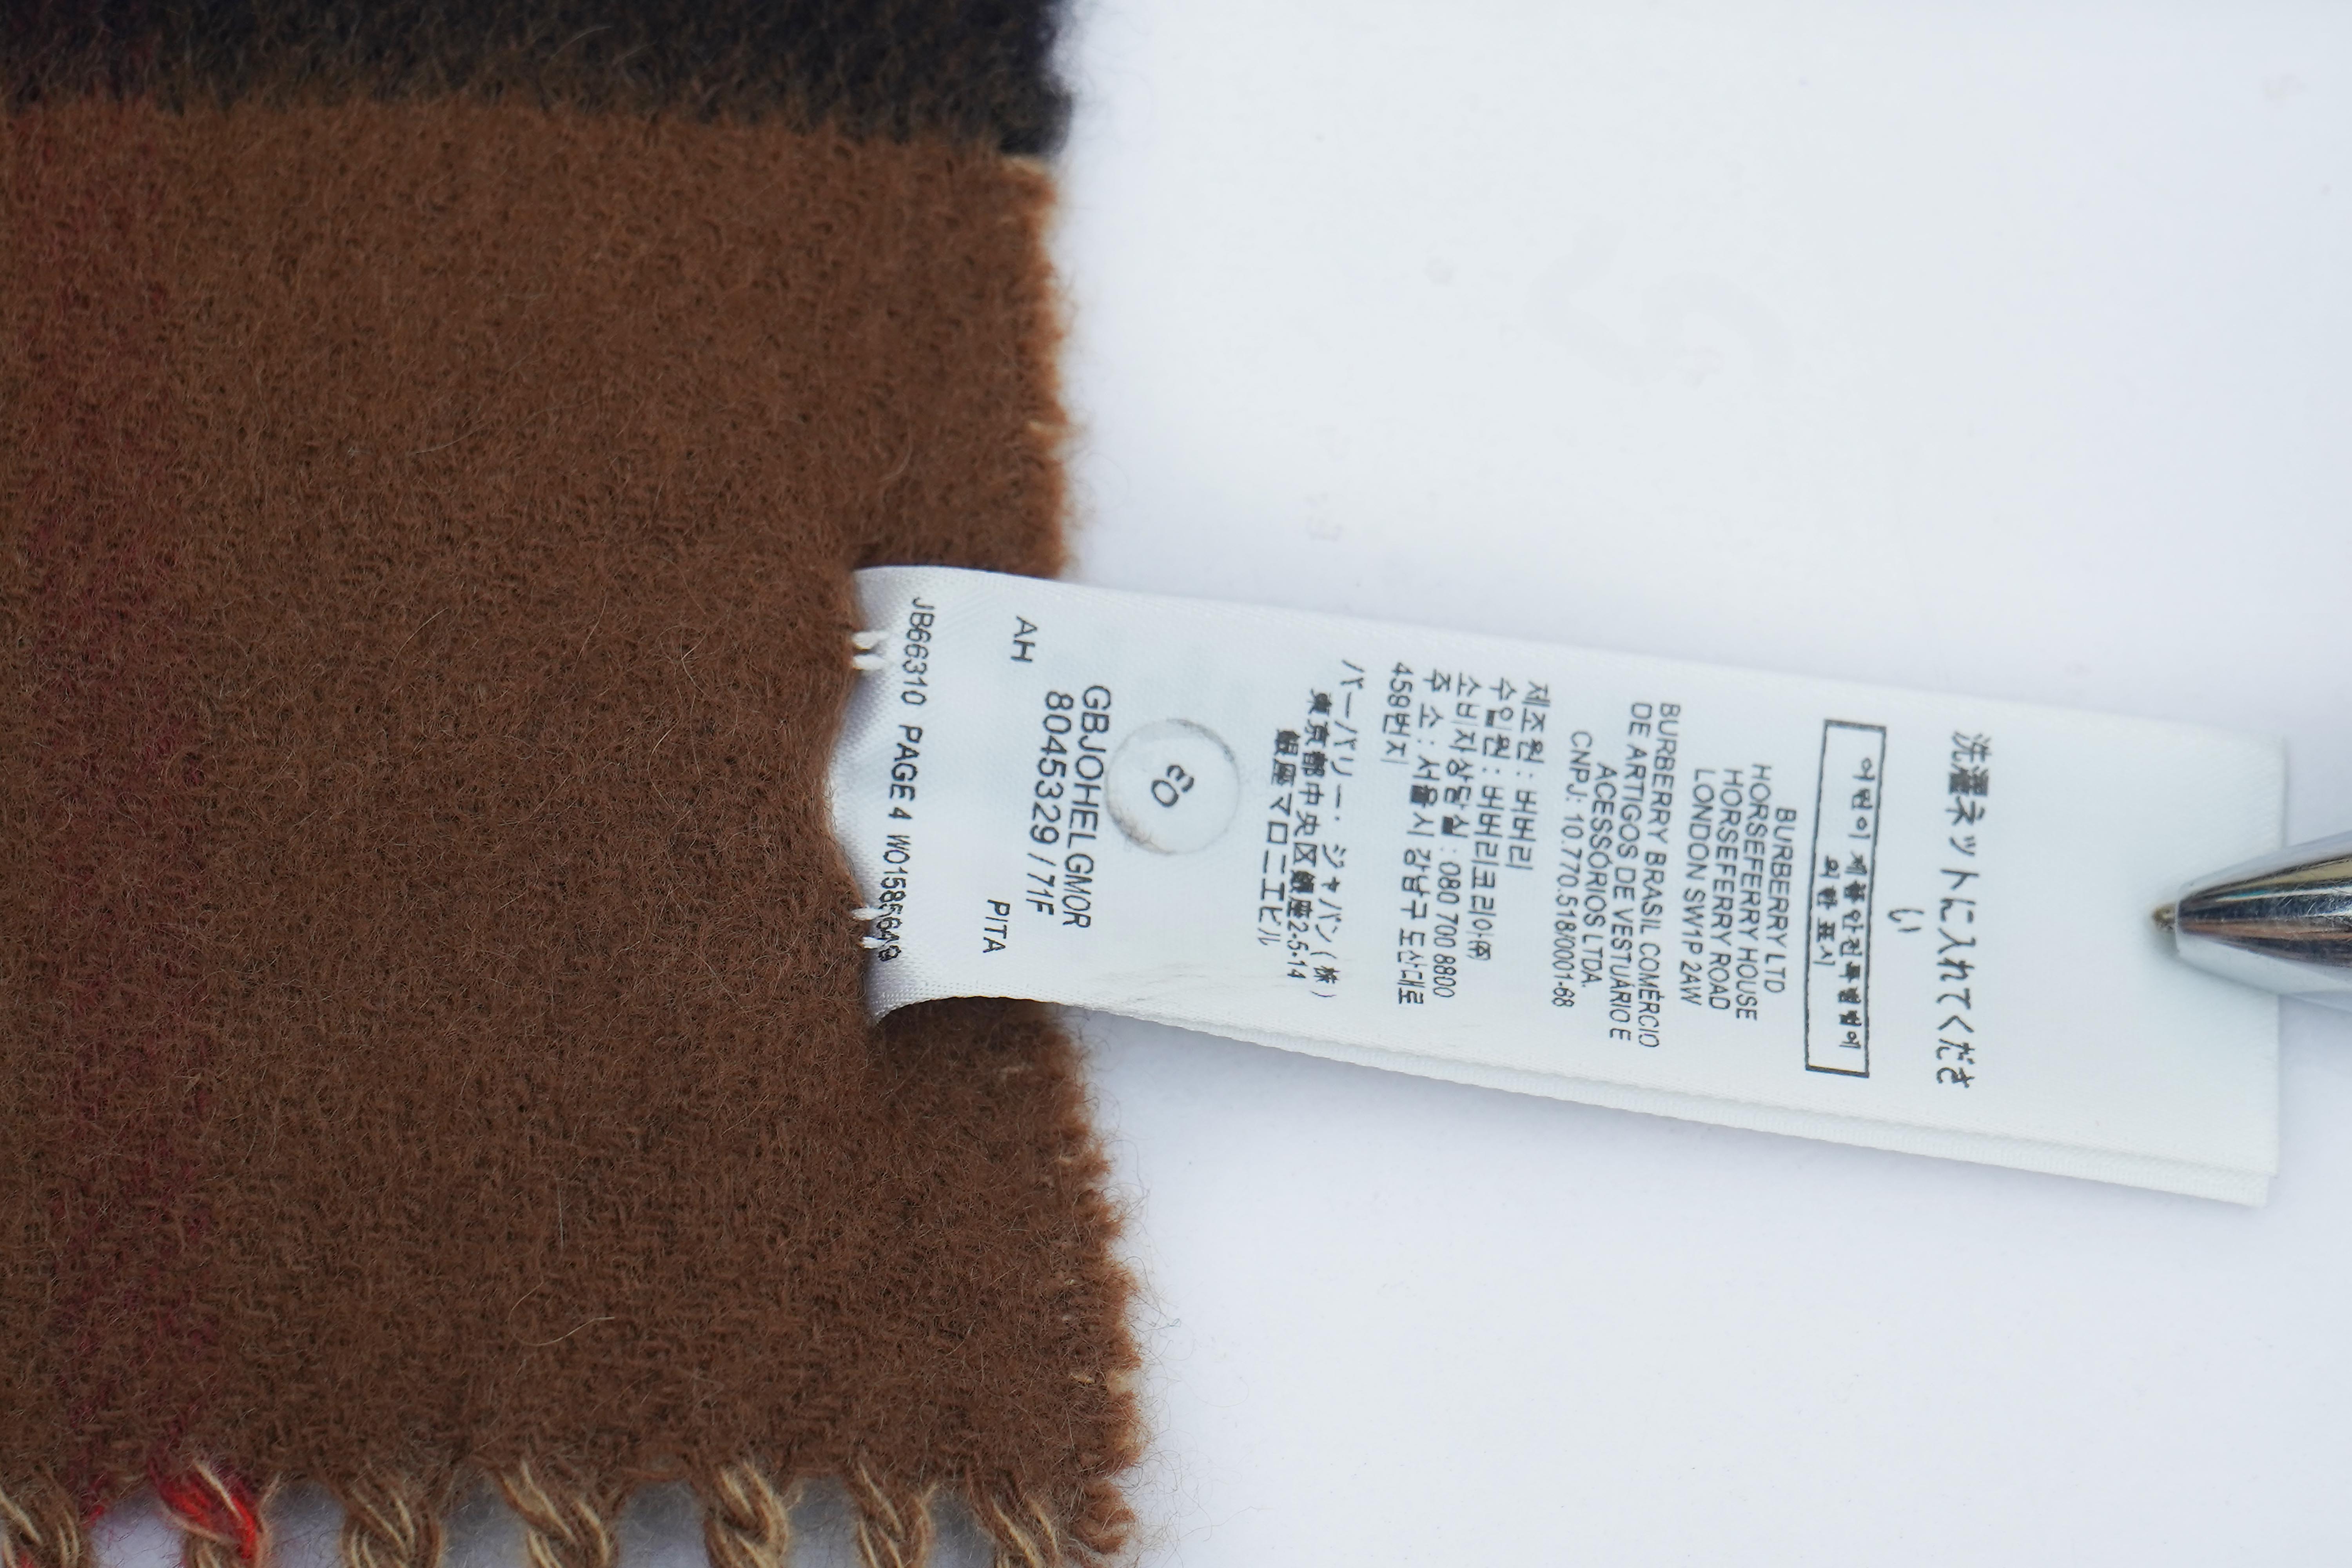 洗濯ネットに入れてくださ
い
어린이제품안전특별법에
의한 표시
BURBERRY LTD
HORSEFERRY HOUSE
HORSEFERRY ROAD
LONDON SW1P 2AW
BURBERRY BRASIL COMÉRCIO
DE ARTIGOS DE VESTUÁRIO E
ACESSÓRIOS LTDA.
CNPJ: 10.770.518/0001-68
제조원 : 버버리
수입원 : 버버리코리아㈜
소비자상담실 : 080 700 8800
주 소 : 서울시 강남구 도산대로
459번지
バーバリー・ジャパン(株)
東京都中央区銀座2-5-14
銀座マロニエビル
GBJOHELGMOR
8045329 / 71F
AH PITA
JB66310 PAGE 4 WO1585649